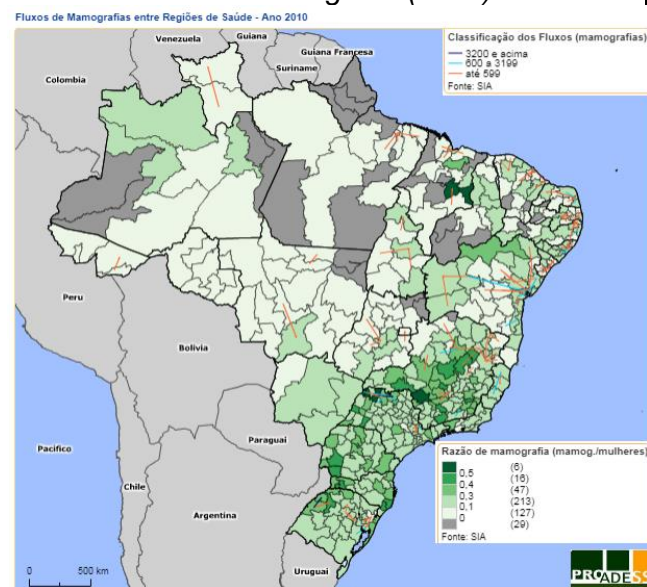 Fluxos de Mamografias entre Regiões de Saúde - Ano 2010
Classificação dos Fluxos (mamografias)
3200 e acima
600 a 3199
até 599
Fonte: SIA
Venezuela
Guiana
Guiana Francesa
Suriname
Colombia
Peru
Bolivia
Pacifico
Paraguai
Chile
Argentina
Uruguai
Razão de mamografia (mamog./mulheres)
(6)
0,5 (16)
0,4 (47)
0,3 (213)
0,1 (127)
0 (29)
Fonte: SIA
0 500 km
PROADESS